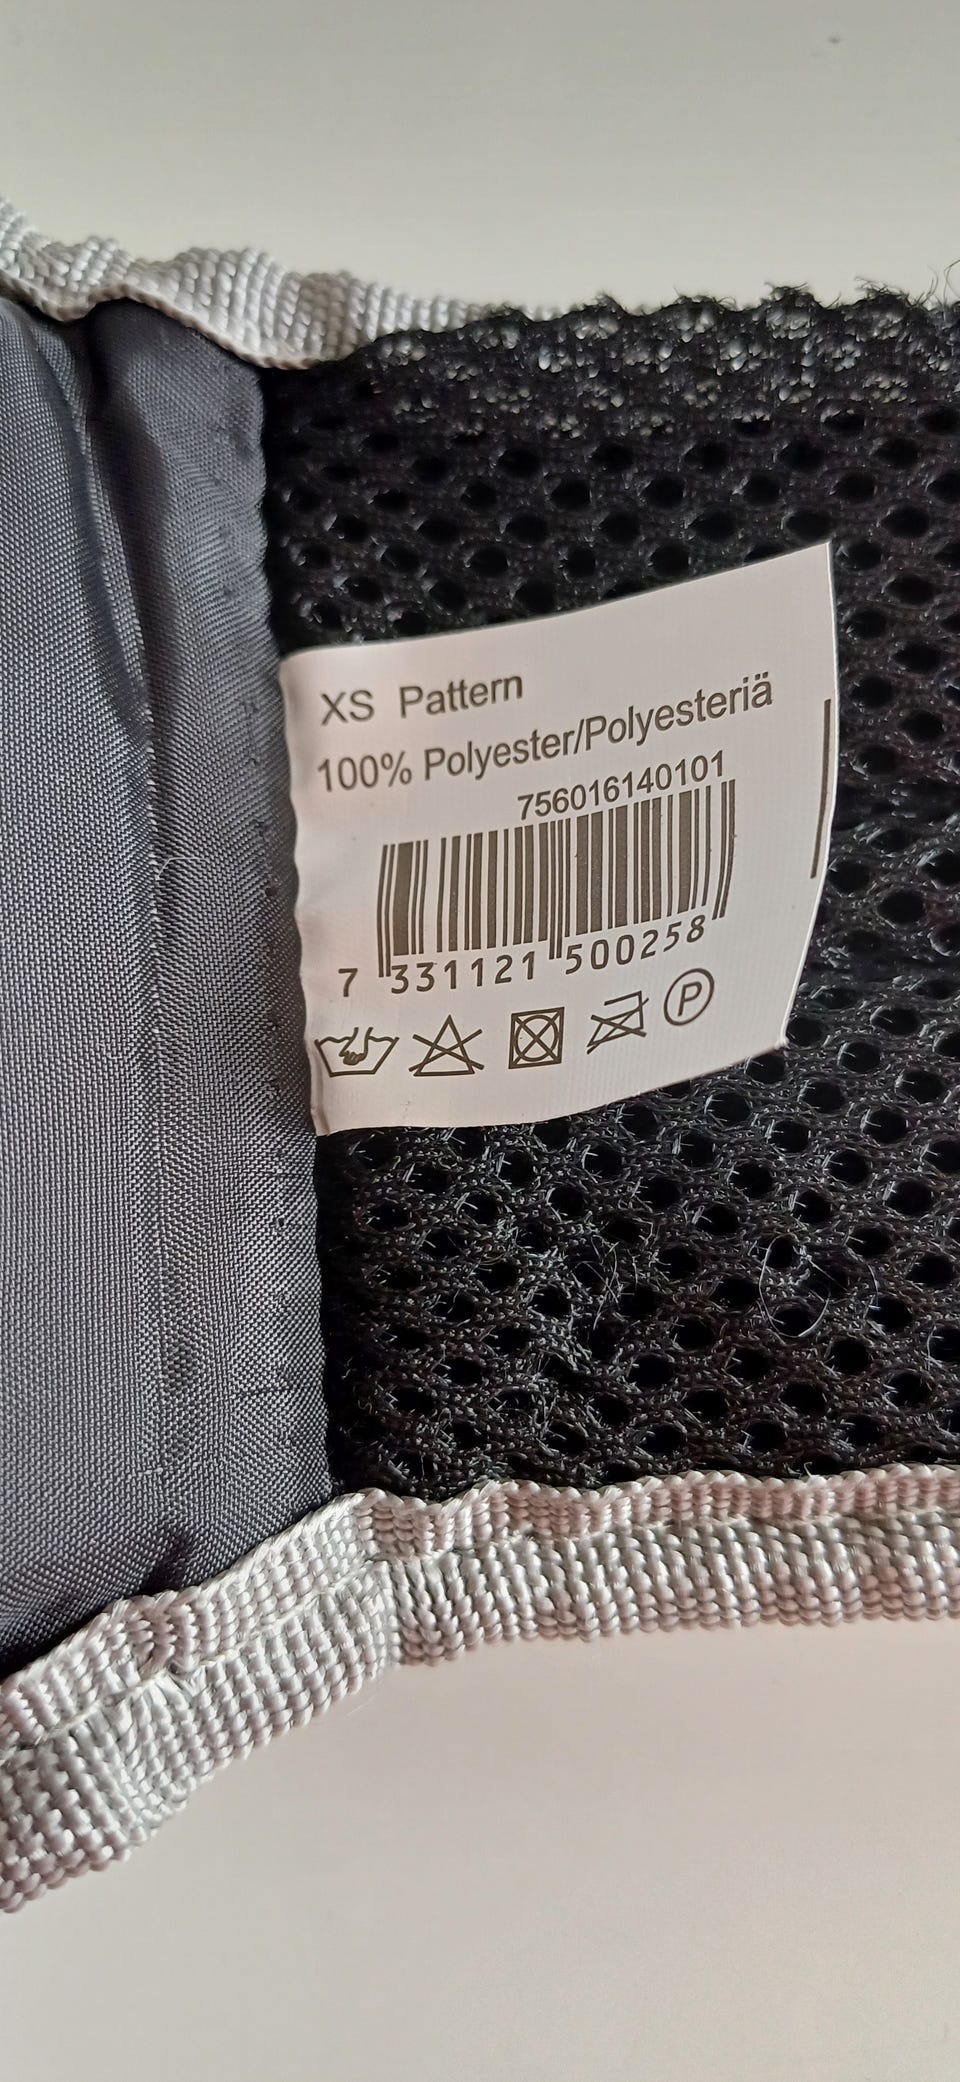 XS Pattern
100% Polyester/Polyesteriä
756016140101
7 331121 500258
P